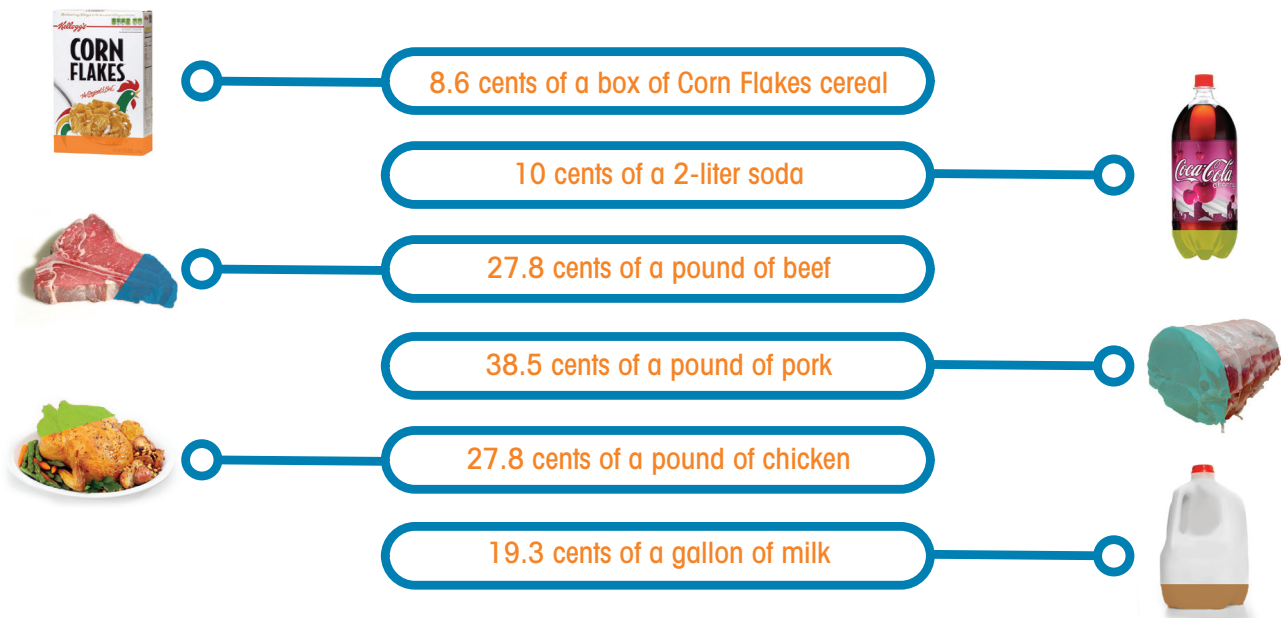 Kellogg's
CORN
FLAKES
8.6 cents of a box of Corn Flakes cereal
10 cents of a 2-liter soda
Coca-Cola
27.8 cents of a pound of beef
38.5 cents of a pound of pork
27.8 cents of a pound of chicken
19.3 cents of a gallon of milk